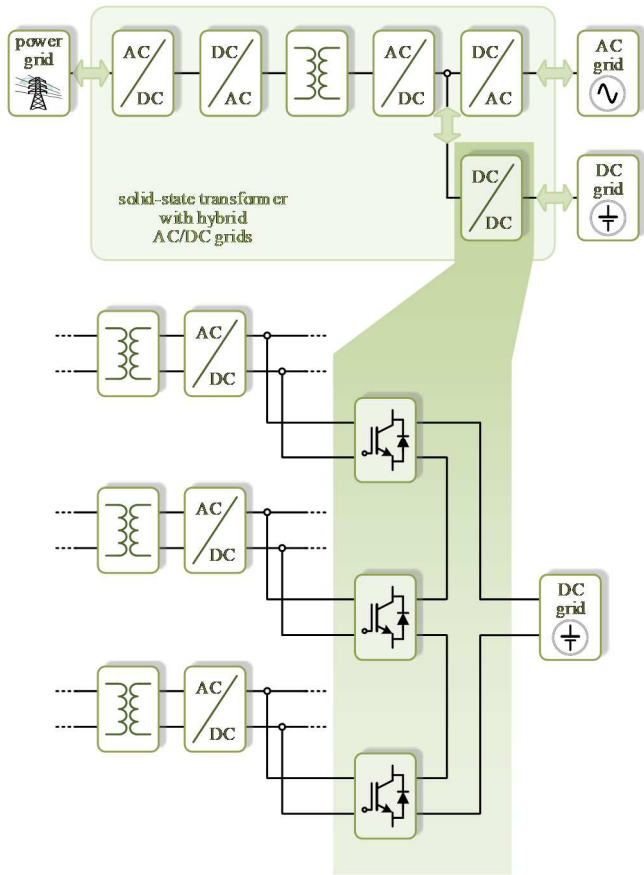 power
grid
AC
DC
DC
AC
AC
DC
DC
AC
AC
grid
solid-state transformer
with hybrid
AC/DC grids
DC
DC
DC
grid
AC
DC
AC
DC
DC
grid
AC
DC